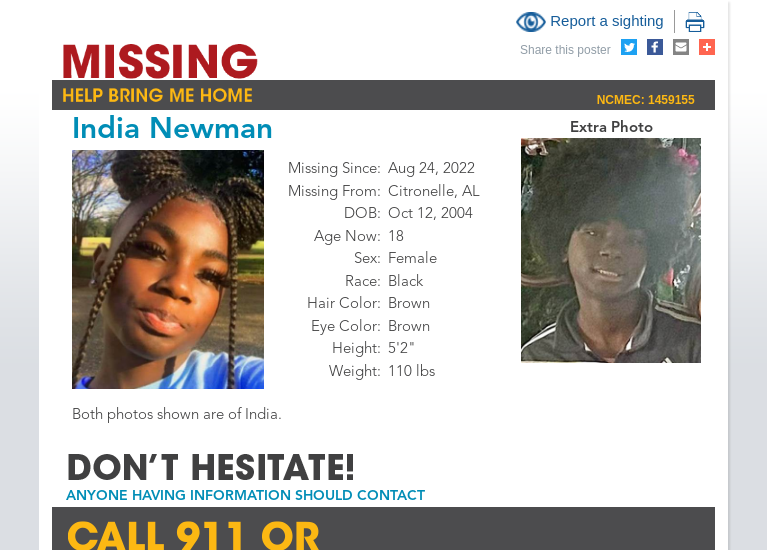 Report a sighting
Share this poster
MISSING
HELP BRING ME HOME
NCMEC: 1459155
India Newman
Extra Photo
Missing Since: Aug 24, 2022
Missing From: Citronelle, AL
DOB: Oct 12, 2004
Age Now: 18
Sex: Female
Race: Black
Hair Color: Brown
Eye Color: Brown
Height: 5'2"
Weight: 110 lbs
Both photos shown are of India.
DON'T HESITATE!
ANYONE HAVING INFORMATION SHOULD CONTACT
CALL 911 OR